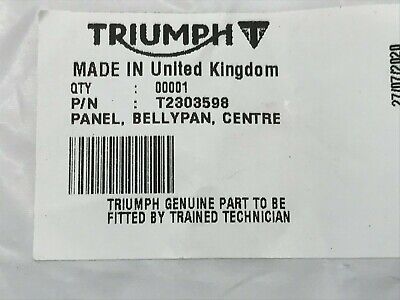 TRIUMPH
MADE IN United Kingdom
QTY : 00001
P/N : T2303598
PANEL, BELLYPAN, CENTRE
TRIUMPH GENUINE PART TO BE
FITTED BY TRAINED TECHNICIAN
27/07/2020